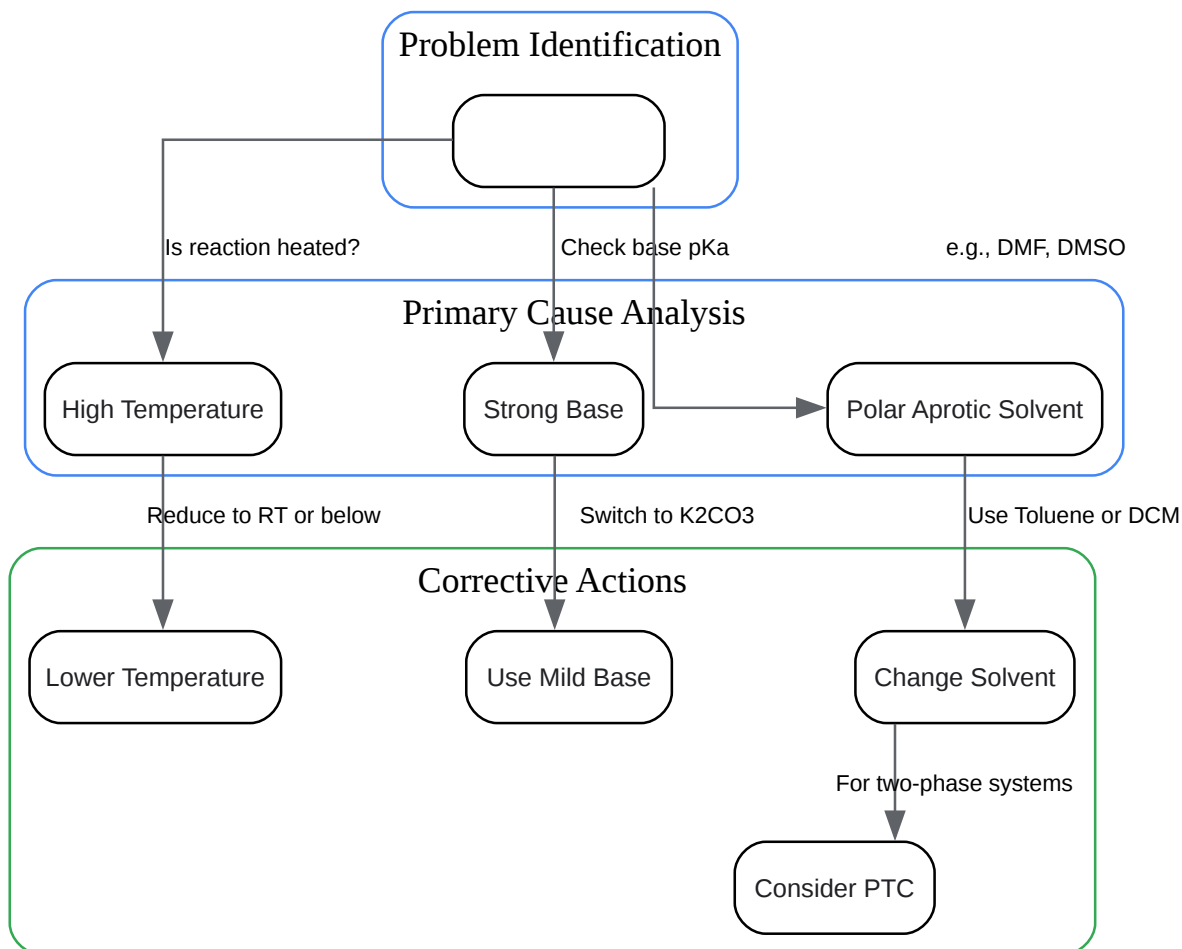 Problem Identification
Is reaction heated?
Check base pKa
e.g., DMF, DMSO
Primary Cause Analysis
High Temperature
Strong Base
Polar Aprotic Solvent
Reduce to RT or below
Switch to K2CO3
Use Toluene or DCM
Corrective Actions
Lower Temperature
Use Mild Base
Change Solvent
For two-phase systems
Consider PTC